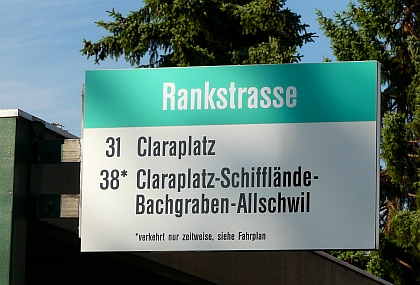 Rankstrasse
31 Claraplatz
38* Claraplatz-Schifflände-
Bachgraben-Allschwil
*verkehrt nur zeitweise, siehe Fahrplan